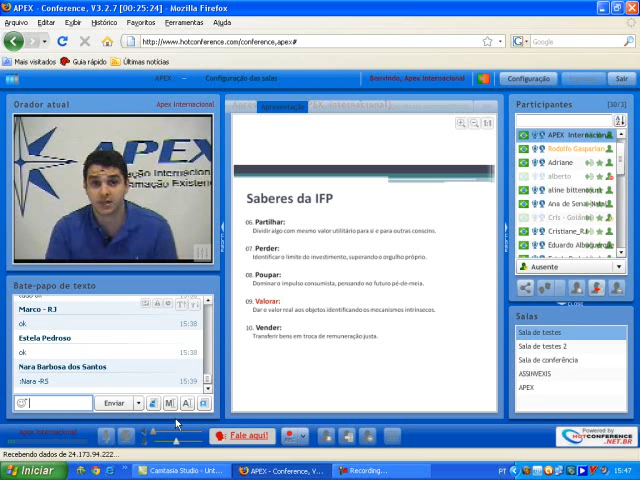 APEX - Conference, V3.2.7 [00:25:24] - Mozilla Firefox
Arquivo Editar Exibir Histórico Favoritos Ferramentas Ajuda
http://www.hotconference.com/conference,apex#
Google
Mais visitados Guia rápido Últimas notícias
APEX – Configuração das salas
Benvindo, Apex Internacional
Configuração
Sair
Orador atual
Apex Internacional
APEX
Apresentação
1:1
Saberes da IFP
06. Partilhar:
Dividir algo com mesmo valor utilitário para si e para outras conscins.
07. Perder:
Identificar o limite do investimento, superando o orgulho próprio.
08. Poupar:
Dominar o impulso consumista, pensando no futuro pé-de-meia.
09. Valorar:
Dar o valor real aos objetos identificando os mecanismos intrínsecos.
10. Vender:
Transferir bens em troca de remuneração justa.
Bate-papo de texto
Marco - RJ
ok 15:38
Estela Pedroso
ok 15:38
Nara Barbosa dos Santos
:Nara -RS 15:39
Enviar
Participantes
APEX
Rodolfo Gasparian
Adriane
alberto
aline bittencourt
Ana de Sena
Cris - Goiân
Cristiane_RJ
Eduardo Albuquerque
Ausente
CLOSE
Salas
Sala de testes
Sala de testes 2
Sala de conferência
ASSINVEXIS
APEX
Apex Internacional
Fale aqui!
Powered by
HOTCONFERENCE
.NET.BR
Recebendo dados de 24.173.94.222...
Iniciar
Camtasia Studio - Unt...
APEX - Conference, V...
Recording...
PT
15:47